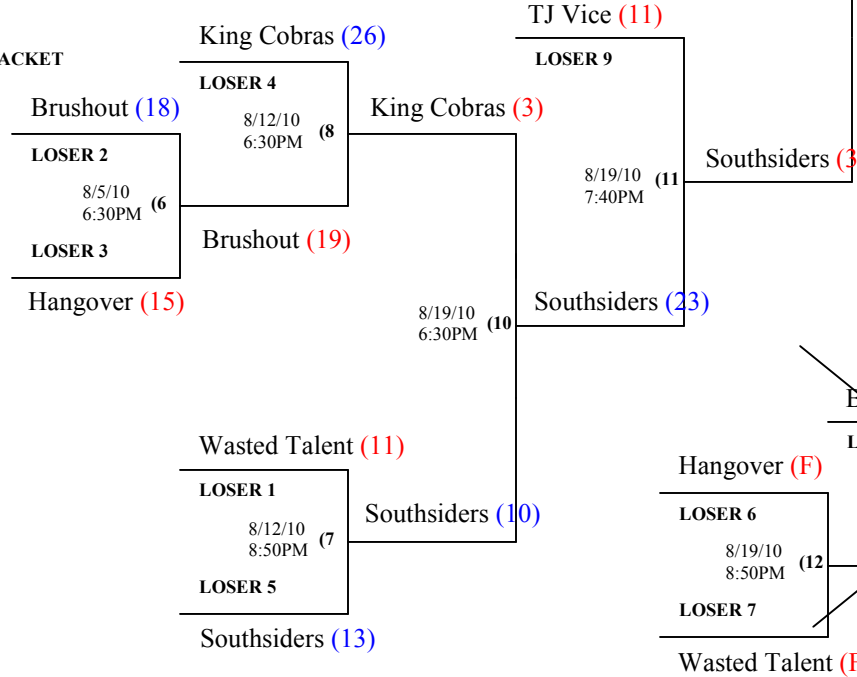 TJ Vice (11)
King Cobras (26)
ACKET
LOSER 9
LOSER 4
Brushout (18)
King Cobras (3)
8/12/10
6:30PM
(8
LOSER 2
Southsiders (3
8/19/10
7:40PM
(11
8/5/10
6:30PM
(6
LOSER 3
Brushout (19)
Hangover (15)
Southsiders (23)
8/19/10
6:30PM
(10
Wasted Talent (11)
Hangover (F)
LOSER 1
Southsiders (10)
LOSER 6
8/12/10
8:50PM
(7
8/19/10
8:50PM
(12
LOSER 5
LOSER 7
Southsiders (13)
Wasted Talent (F